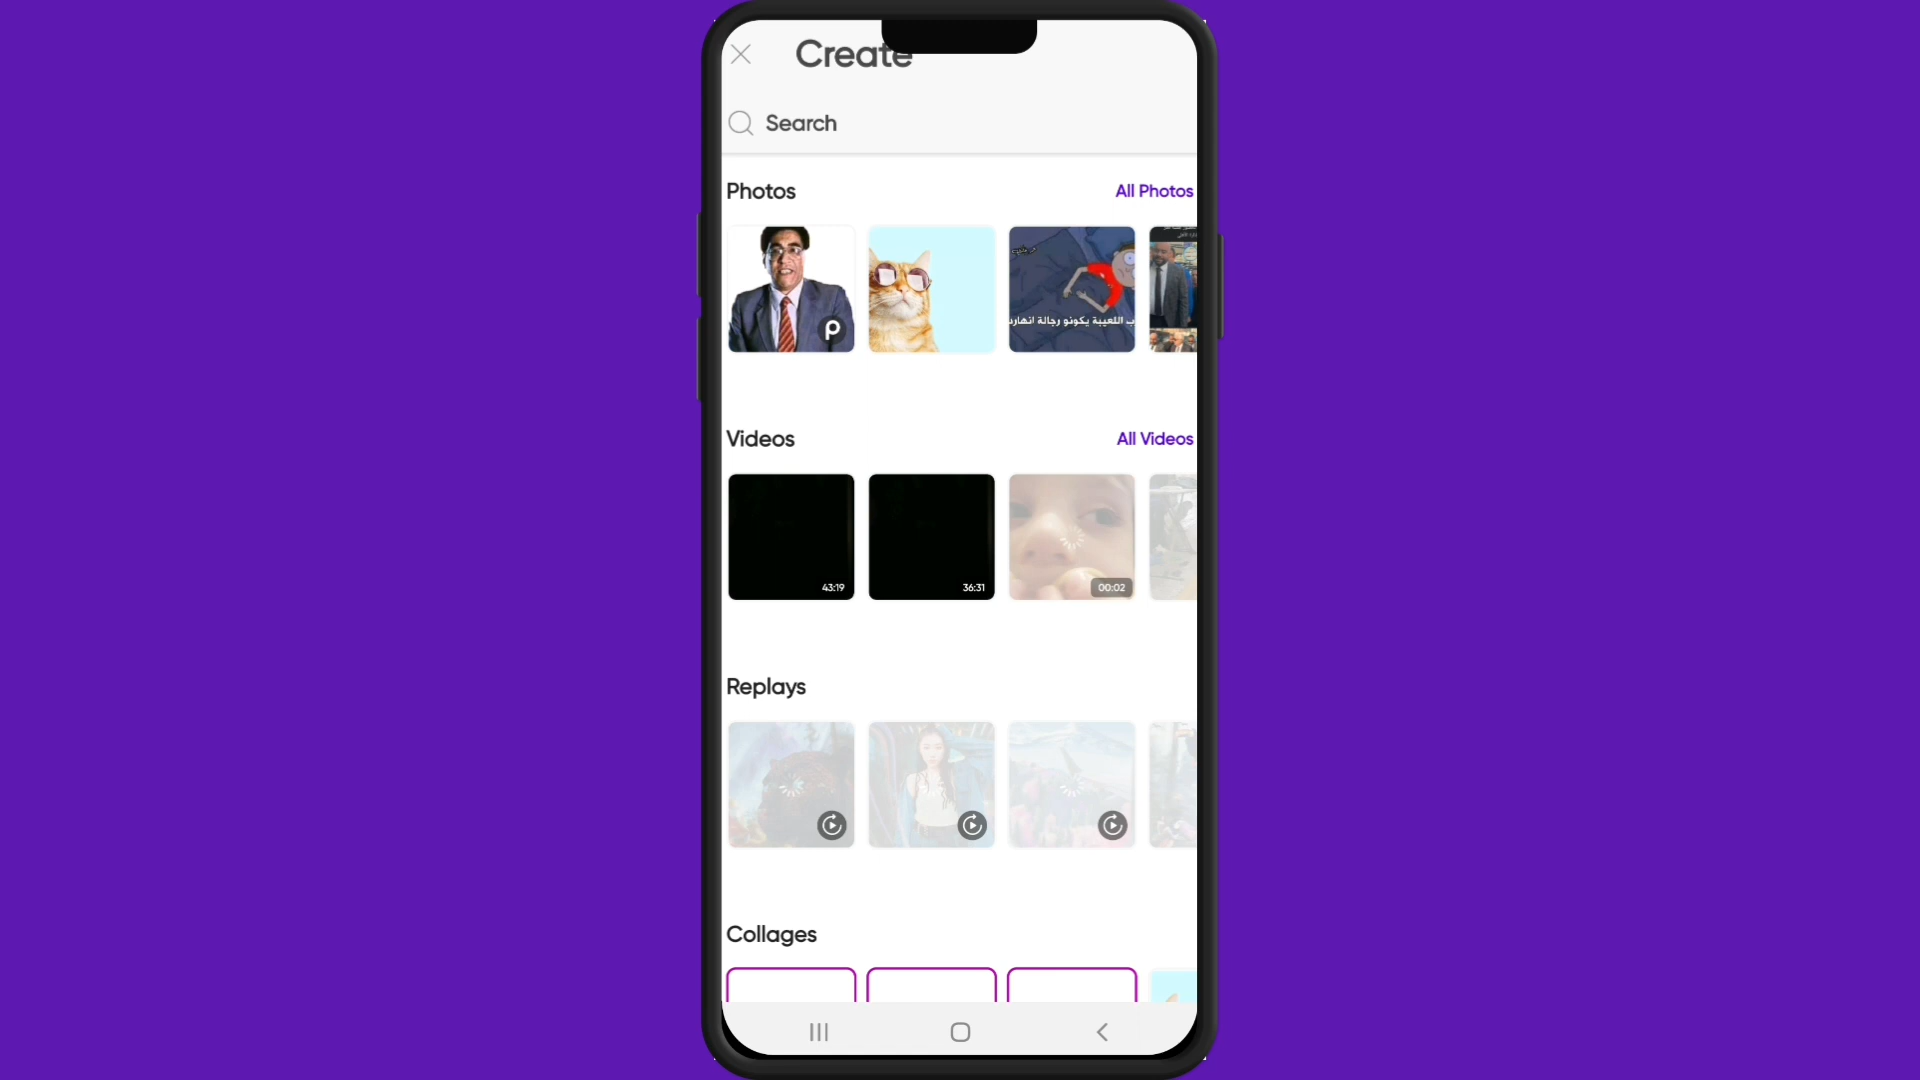 Create
Search
Photos
All Photos
ب اللعيبة يكونو رجالة انهارد
Videos
All Videos
43:19
36:31
00:02
Replays
Collages